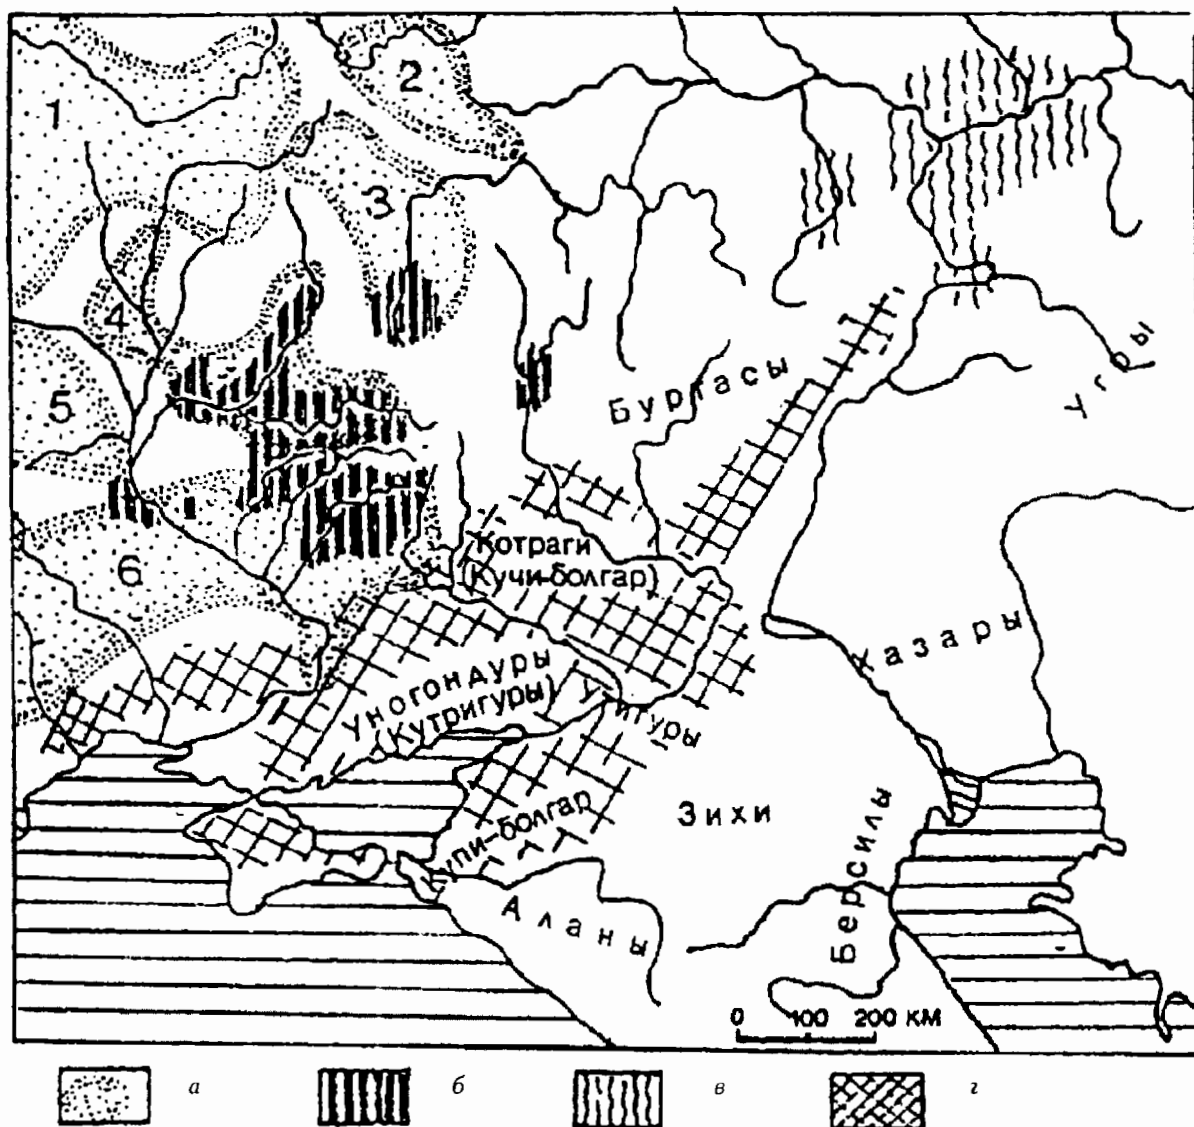 1
2
3
4
5
6
Буртасы
Угры
Котраги
(Кучи-болгар)
Хазары
Уногондуры
(Кутригуры)
Утигуры
Купи-болгар
Зихи
Берсилы
Аланы
0 100 200 КМ
а б в г